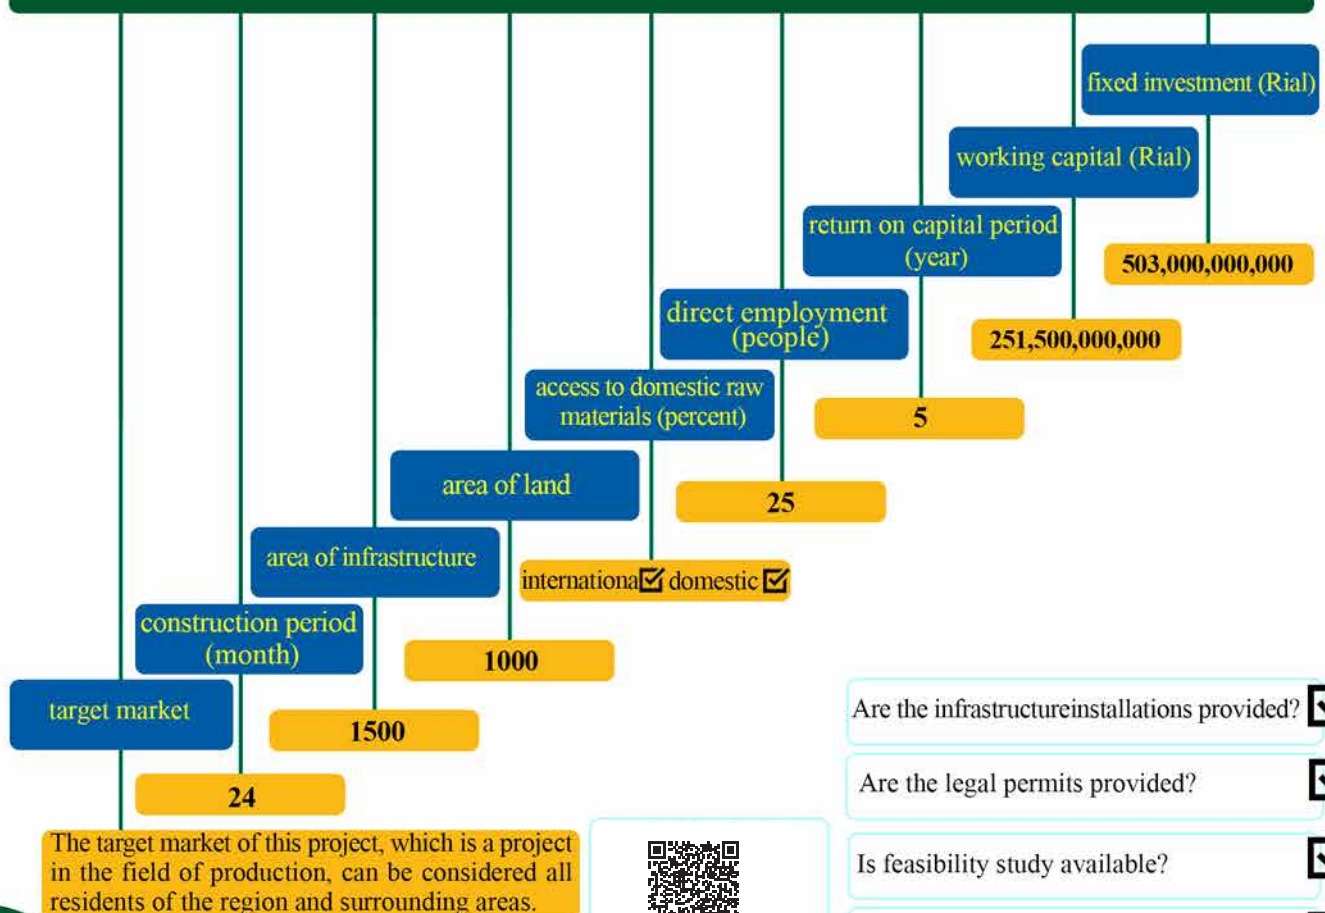 fixed investment (Rial)
working capital (Rial)
return on capital period
(year)
503,000,000,000
direct employment
(people)
251,500,000,000
access to domestic raw
materials (percent)
5
area of land
25
area of infrastructure
internationa domestic
construction period
(month)
1000
target market
1500
24
Are the infrastructureinstallations provided?
Are the legal permits provided?
Is feasibility study available?
The target market of this project, which is a project
in the field of production, can be considered all
residents of the region and surrounding areas.